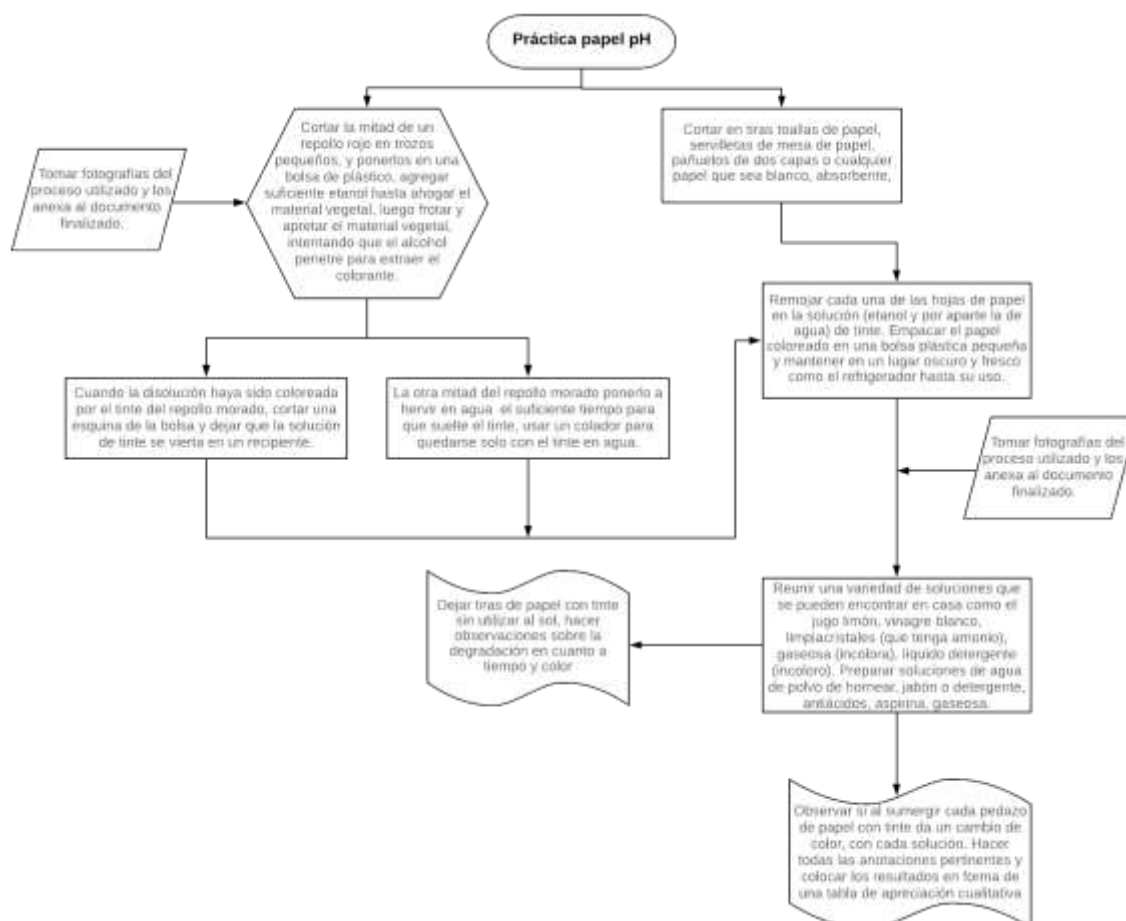 Práctica papel pH
Cortar la mitad de un
repollo rojo en trozos
pequeños, y ponerlos en una
bolsa de plástico, agregar
suficiente etanol hasta ahogar el
material vegetal, luego frotar y
apretar el material vegetal,
intentando que el alcohol
penetre para extraer el
colorante.
Cortar en tiras toallas de papel,
servilletas de mesa de papel,
pañuelos de dos capas o cualquier
papel que sea blanco, absorbente,
Tomar fotografías del
proceso utilizado y los
anexa al documento
finalizado.
Remojar cada una de las hojas de papel
en la solución (etanol y por aparte la de
agua) de tinte. Empacar el papel
coloreado en una bolsa plástica pequeña
y mantener en un lugar oscuro y fresco
como el refrigerador hasta su uso.
Cuando la disolución haya sido coloreada
por el tinte del repollo morado, cortar una
esquina de la bolsa y dejar que la solución
de tinte se vierta en un recipiente.
La otra mitad del repollo morado ponerlo a
hervir en agua el suficiente tiempo para
que suelte el tinte, usar un colador para
quedarse solo con el tinte en agua.
Tomar fotografías del
proceso utilizado y los
anexa al documento
finalizado.
Dejar tiras de papel con tinte
sin utilizar al sol, hacer
observaciones sobre la
degradación en cuanto a
tiempo y color
Reunir una variedad de soluciones que
se pueden encontrar en casa como el
jugo limón, vinagre blanco,
limpiacristales (que tenga amonio),
gaseosa (incolora), líquido detergente
(incoloro). Preparar soluciones de agua
de polvo de hornear, jabón o detergente,
antiácidos, aspirina, gaseosa.
Observar si al sumergir cada pedazo
de papel con tinte da un cambio de
color, con cada solución. Hacer
todas las anotaciones pertinentes y
colocar los resultados en forma de
una tabla de apreciación cualitativa